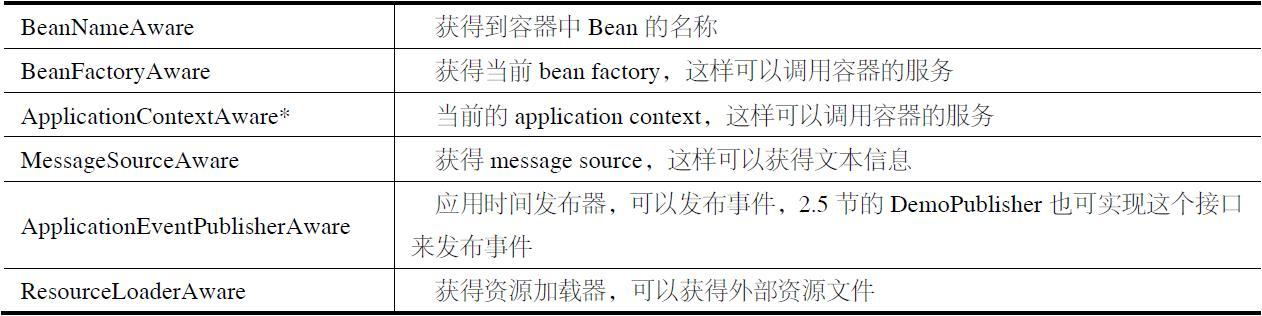 BeanNameAware 获得到容器中 Bean 的名称
BeanFactoryAware 获得当前 bean factory，这样可以调用容器的服务
ApplicationContextAware* 当前的 application context，这样可以调用容器的服务
MessageSourceAware 获得 message source，这样可以获得文本信息
ApplicationEventPublisherAware 应用时间发布器，可以发布事件，2.5 节的 DemoPublisher 也可实现这个接口
来发布事件
ResourceLoaderAware 获得资源加载器，可以获得外部资源文件